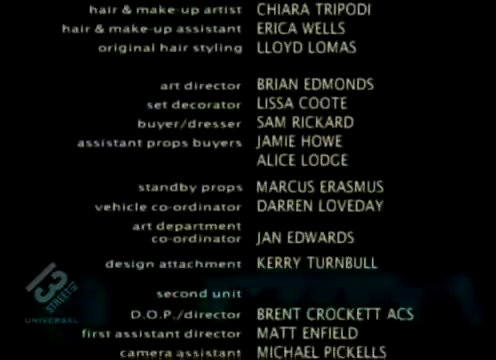 hair & make-up artist CHIARA TRIPODI
hair & make-up assistant ERICA WELLS
original hair styling LLOYD LOMAS
art director BRIAN EDMONDS
set decorator LISSA COOTE
buyer/dresser SAM RICKARD
assistant props buyers JAMIE HOWE
ALICE LODGE
standby props MARCUS ERASMUS
vehicle co-ordinator DARREN LOVEDAY
art department
co-ordinator JAN EDWARDS
design attachment KERRY TURNBULL
second unit
D.O.P./director BRENT CROCKETT ACS
first assistant director MATT ENFIELD
camera assistant MICHAEL PICKELLS
13
STREET
UNIVERSAL